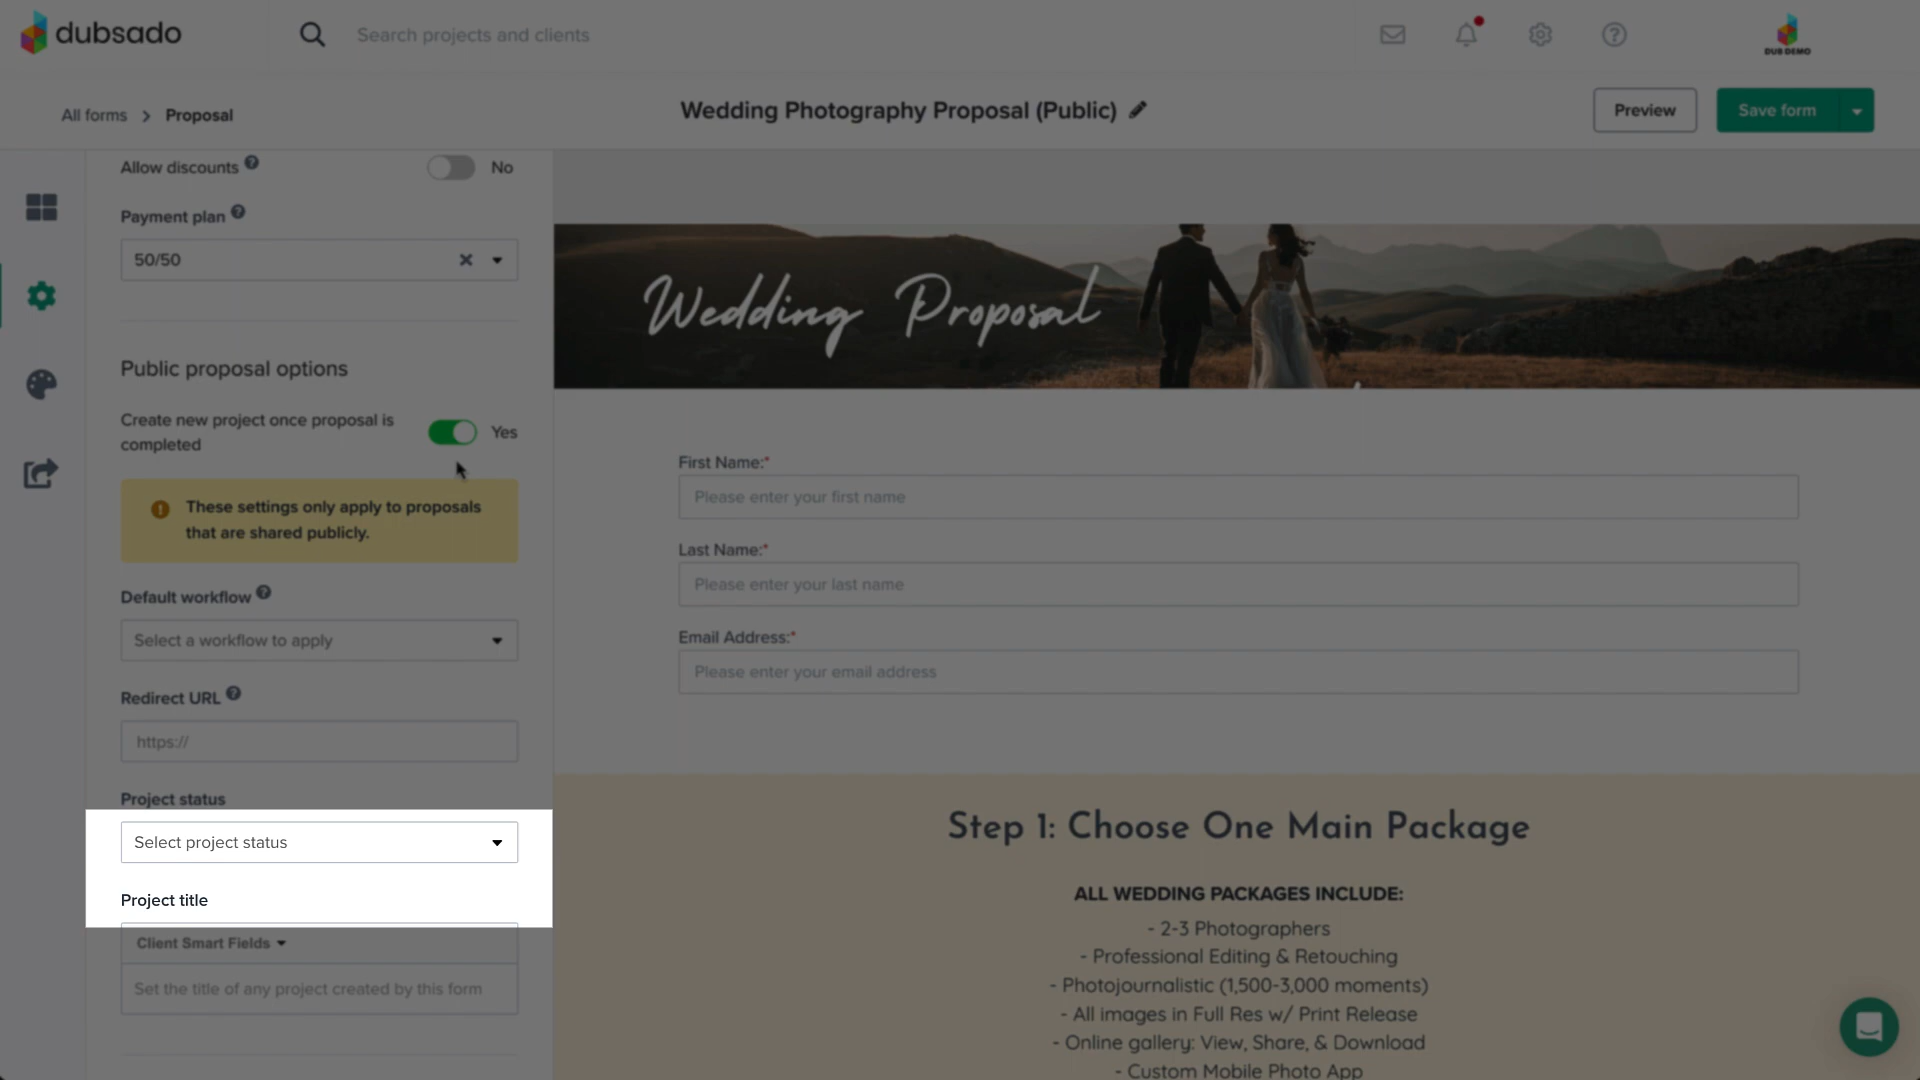 dubsado
Search projects and clients
DUB DEMO
All forms > Proposal
Wedding Photography Proposal (Public)
Preview
Save form
Allow discounts ?
No
Payment plan ?
50/50
Public proposal options
Create new project once proposal is
completed
Yes
These settings only apply to proposals
that are shared publicly.
Default workflow ?
Select a workflow to apply
Redirect URL ?
https://
Project status
Select project status
Project title
Client Smart Fields
Set the title of any project created by this form
Wedding Proposal
First Name:*
Please enter your first name
Last Name:*
Please enter your last name
Email Address:*
Please enter your email address
Step 1: Choose One Main Package
ALL WEDDING PACKAGES INCLUDE:
- 2-3 Photographers
- Professional Editing & Retouching
- Photojournalistic (1,500-3,000 moments)
- All images in Full Res w/ Print Release
- Online gallery: View, Share, & Download
- Custom Mobile Photo App